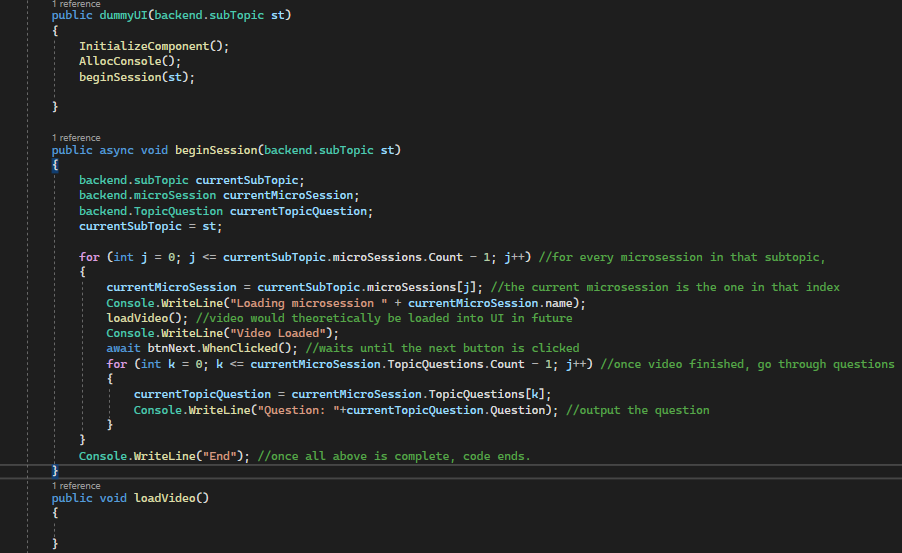 1 reference
public dummyUI(backend.subTopic st)
{
InitializeComponent();
AllocConsole();
beginSession(st);
}
1 reference
public async void beginSession(backend.subTopic st)
{
backend.subTopic currentSubTopic;
backend.microSession currentMicroSession;
backend.TopicQuestion currentTopicQuestion;
currentSubTopic = st;
for (int j = 0; j <= currentSubTopic.microSessions.Count - 1; j++) //for every microsession in that subtopic,
{
currentMicroSession = currentSubTopic.microSessions[j]; //the current microsession is the one in that index
Console.WriteLine("Loading microsession " + currentMicroSession.name);
loadVideo(); //video would theoretically be loaded into UI in future
Console.WriteLine("Video Loaded");
await btnNext.WhenClicked(); //waits until the next button is clicked
for (int k = 0; k <= currentMicroSession.TopicQuestions.Count - 1; j++) //once video finished, go through questions
{
currentTopicQuestion = currentMicroSession.TopicQuestions[k];
Console.WriteLine("Question: "+currentTopicQuestion.Question); //output the question
}
}
Console.WriteLine("End"); //once all above is complete, code ends.
}
1 reference
public void loadVideo()
{
}